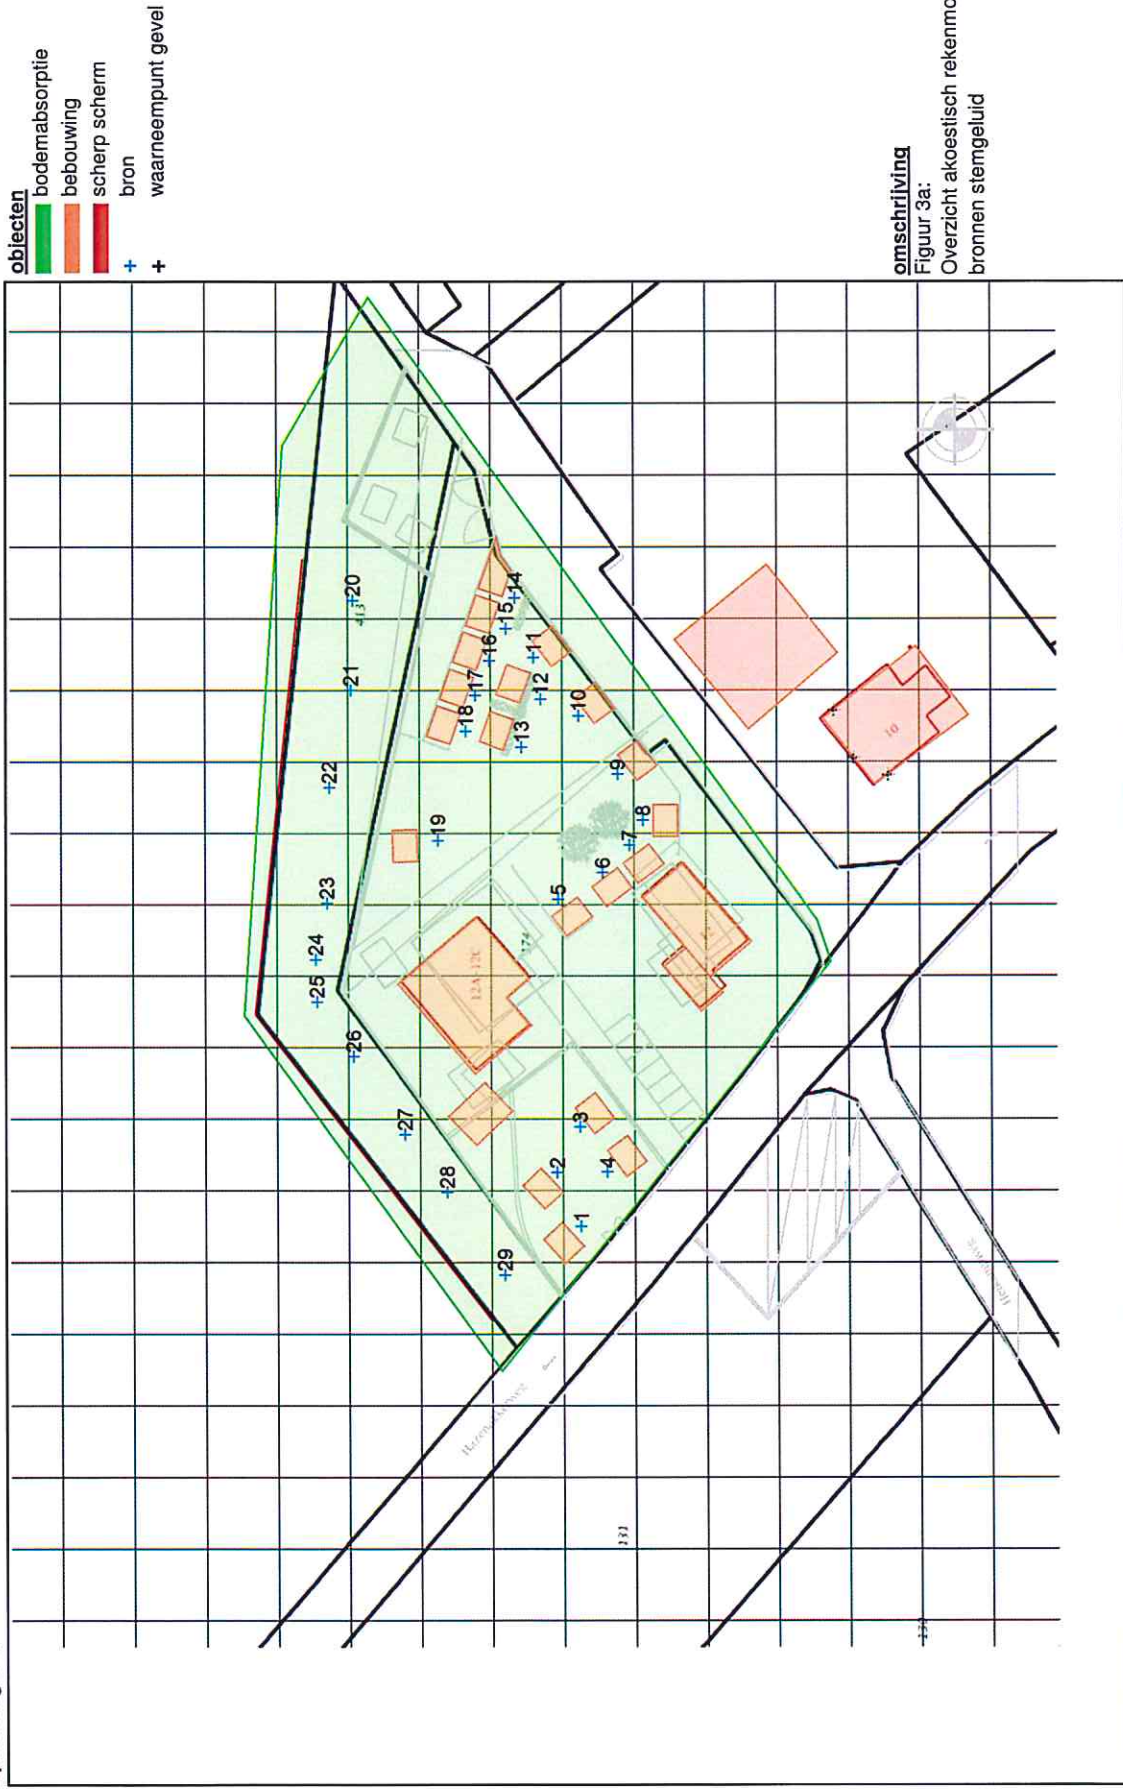 objecten
bodemabsorptie
bebouwing
scherp scherm
+ bron
+ waarneempunt gevel
omschrijving
Figuur 3a:
Overzicht akoestisch rekenmo
bronnen stemgeluid
+1
+2
+3
+4
+5
+6
+7
+8
+9
+10
+11
+12
+13
+14
+15
+16
+17
+18
+19
+20
+21
+22
+23
+24
+25
+26
+27
+28
+29
413
12A-12C
10
131